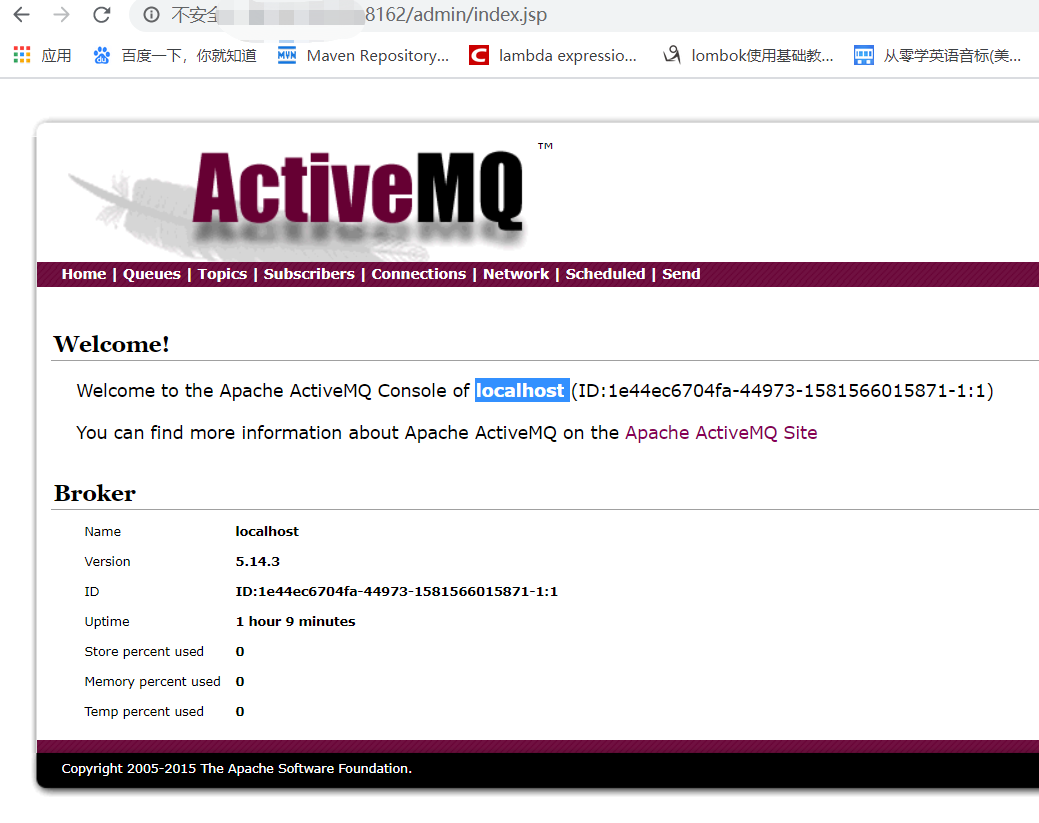 不安全 8162/admin/index.jsp
应用 百度一下，你就知道 Maven Repository... lambda expressio... lombok使用基础教... 从零学英语音标(美...
ActiveMQ ™
Home | Queues | Topics | Subscribers | Connections | Network | Scheduled | Send
Welcome!
Welcome to the Apache ActiveMQ Console of localhost (ID:1e44ec6704fa-44973-1581566015871-1:1)
You can find more information about Apache ActiveMQ on the Apache ActiveMQ Site
Broker
Name localhost
Version 5.14.3
ID ID:1e44ec6704fa-44973-1581566015871-1:1
Uptime 1 hour 9 minutes
Store percent used 0
Memory percent used 0
Temp percent used 0
Copyright 2005-2015 The Apache Software Foundation.